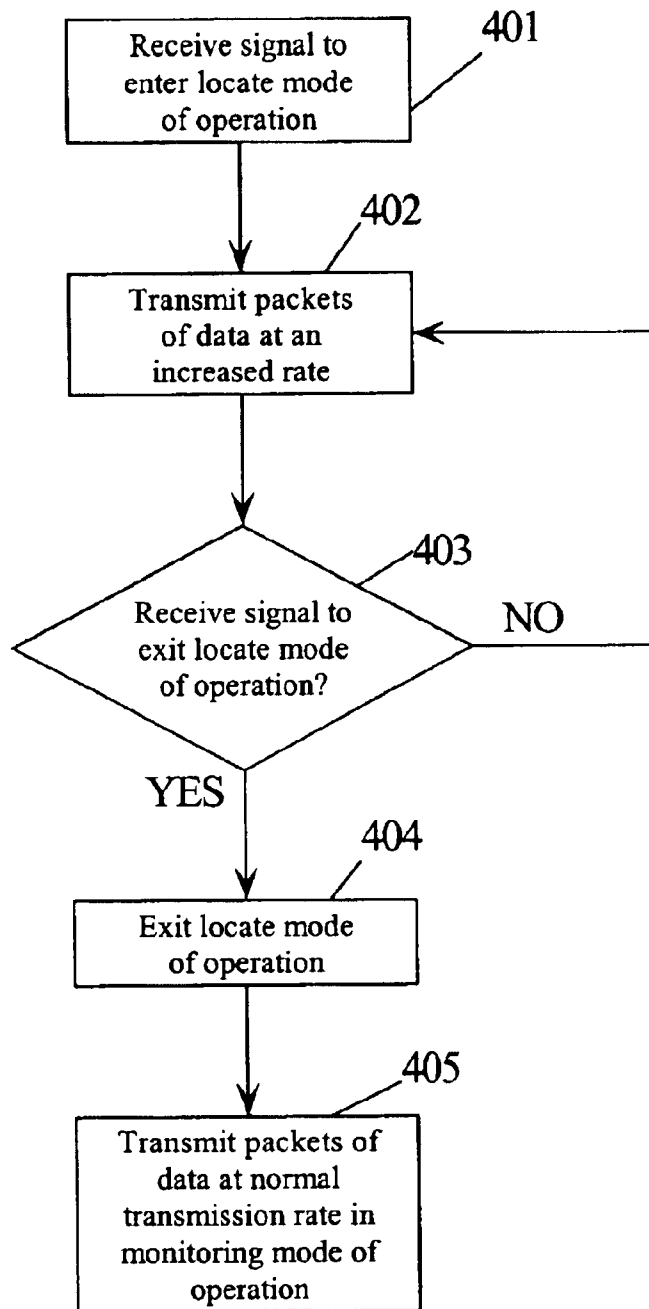 401
Receive signal to
enter locate mode
of operation
402
Transmit packets
of data at an
increased rate
403
Receive signal to
exit locate mode
of operation?
NO
YES
404
Exit locate mode
of operation
405
Transmit packets of
data at normal
transmission rate in
monitoring mode of
operation